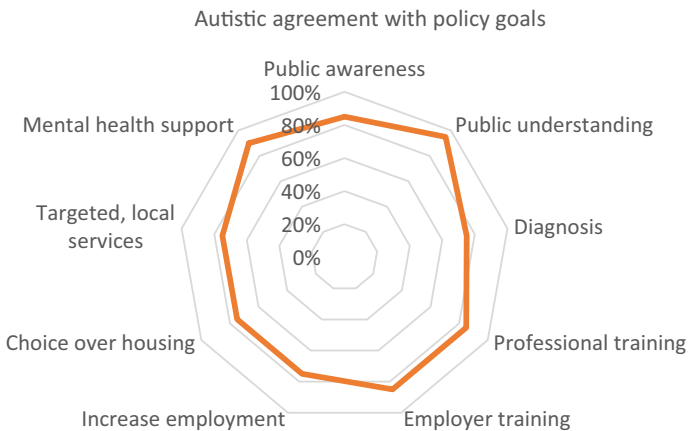 Autistic agreement with policy goals
Public awareness
100%
Mental health support
80%
Public understanding
60%
Targeted, local
services
40%
Diagnosis
20%
0%
Choice over housing
Professional training
Increase employment
Employer training